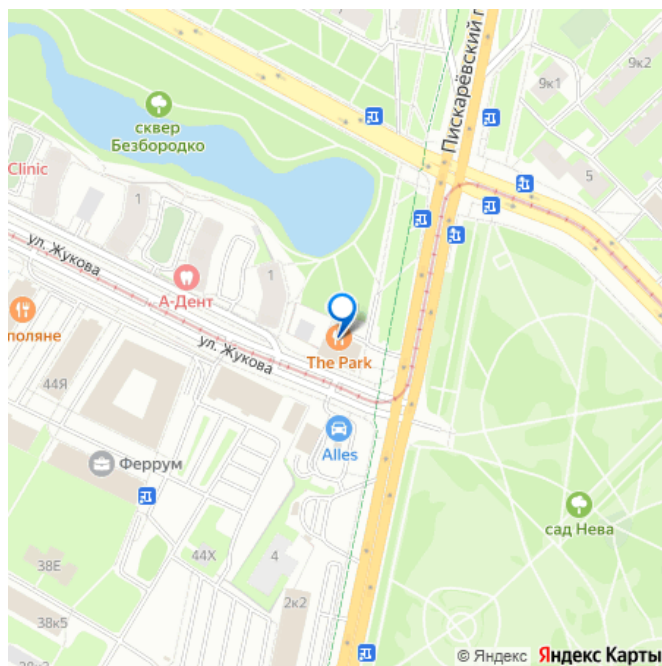 Пискарёвский п
9к2
9к1
сквер
Безбородко
5
Clinic
1
ул. Жукова
1
А-Дент
поляне
ул. Жукова
The Park
44Я
Alles
Феррум
сад Нева
44Х
4
38Е
2к2
38к5
© Яндекс Яндекс Карты